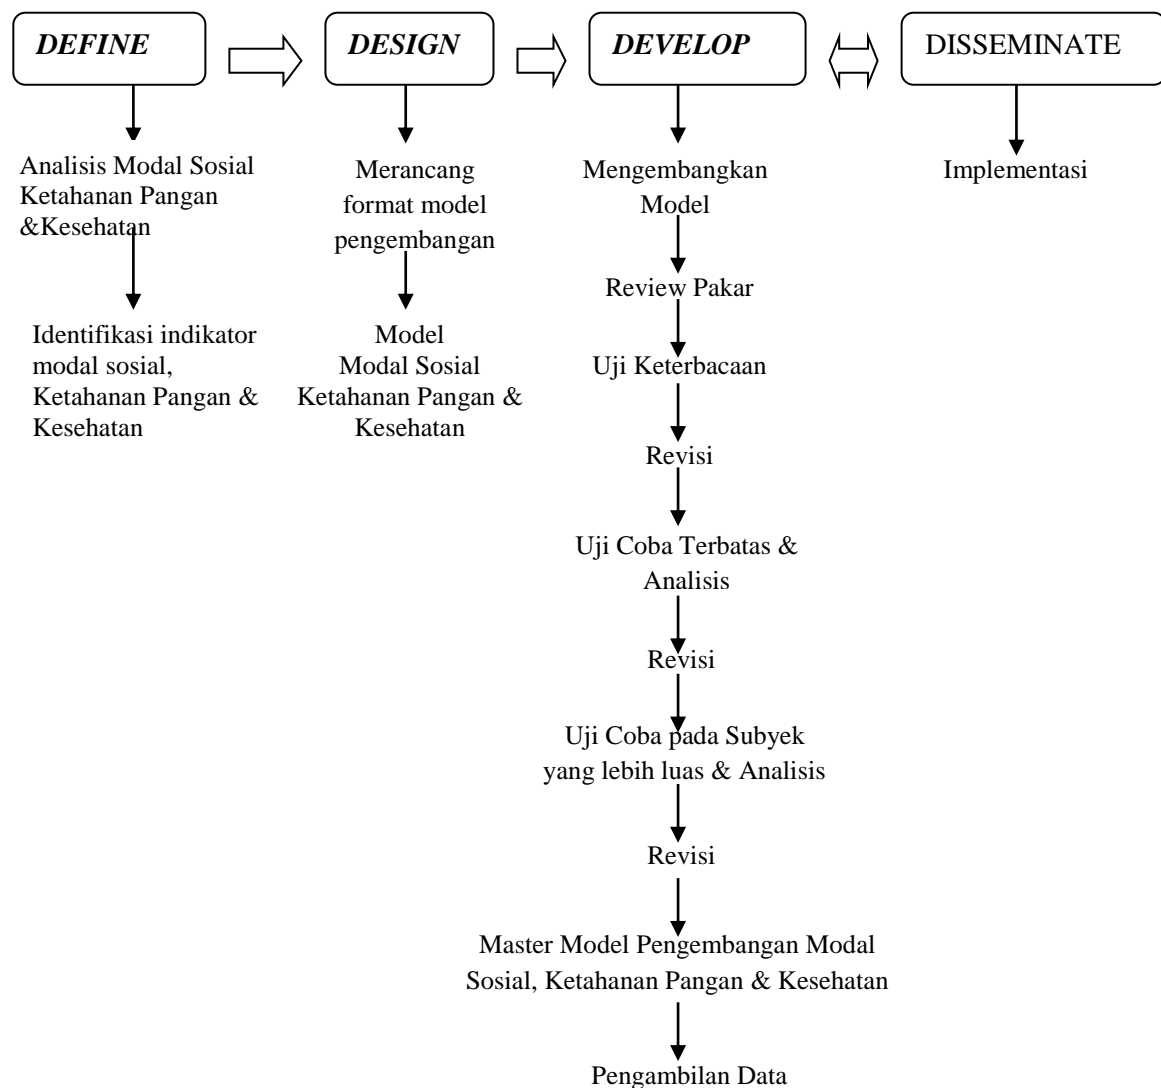 DEFINE
DESIGN
DEVELOP
DISSEMINATE
Analisis Modal Sosial
Ketahanan Pangan
&Kesehatan
Identifikasi indikator
modal sosial,
Ketahanan Pangan &
Kesehatan
Merancang
format model
pengembangan
Model
Modal Sosial
Ketahanan Pangan &
Kesehatan
Mengembangkan
Model
Review Pakar
Uji Keterbacaan
Revisi
Uji Coba Terbatas &
Analisis
Revisi
Uji Coba pada Subyek
yang lebih luas & Analisis
Revisi
Master Model Pengembangan Modal
Sosial, Ketahanan Pangan & Kesehatan
Pengambilan Data
Implementasi